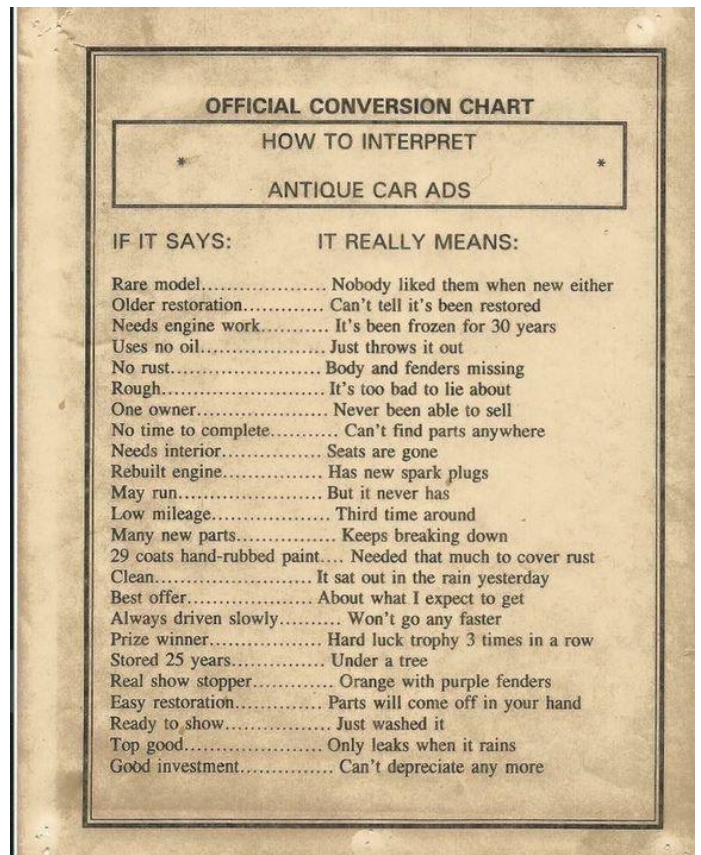 OFFICIAL CONVERSION CHART
HOW TO INTERPRET
* *
ANTIQUE CAR ADS
IF IT SAYS: IT REALLY MEANS:
Rare model.................... Nobody liked them when new either
Older restoration............. Can't tell it's been restored
Needs engine work........... It's been frozen for 30 years
Uses no oil.................... Just throws it out
No rust........................ Body and fenders missing
Rough.......................... It's too bad to lie about
One owner..................... Never been able to sell
No time to complete........... Can't find parts anywhere
Needs interior................ Seats are gone
Rebuilt engine................ Has new spark plugs
May run....................... But it never has
Low mileage................... Third time around
Many new parts................ Keeps breaking down
29 coats hand-rubbed paint.... Needed that much to cover rust
Clean......................... It sat out in the rain yesterday
Best offer.................... About what I expect to get
Always driven slowly.......... Won't go any faster
Prize winner................... Hard luck trophy 3 times in a row
Stored 25 years............... Under a tree
Real show stopper............. Orange with purple fenders
Easy restoration.............. Parts will come off in your hand
Ready to show................. Just washed it
Top good...................... Only leaks when it rains
Good investment............... Can't depreciate any more